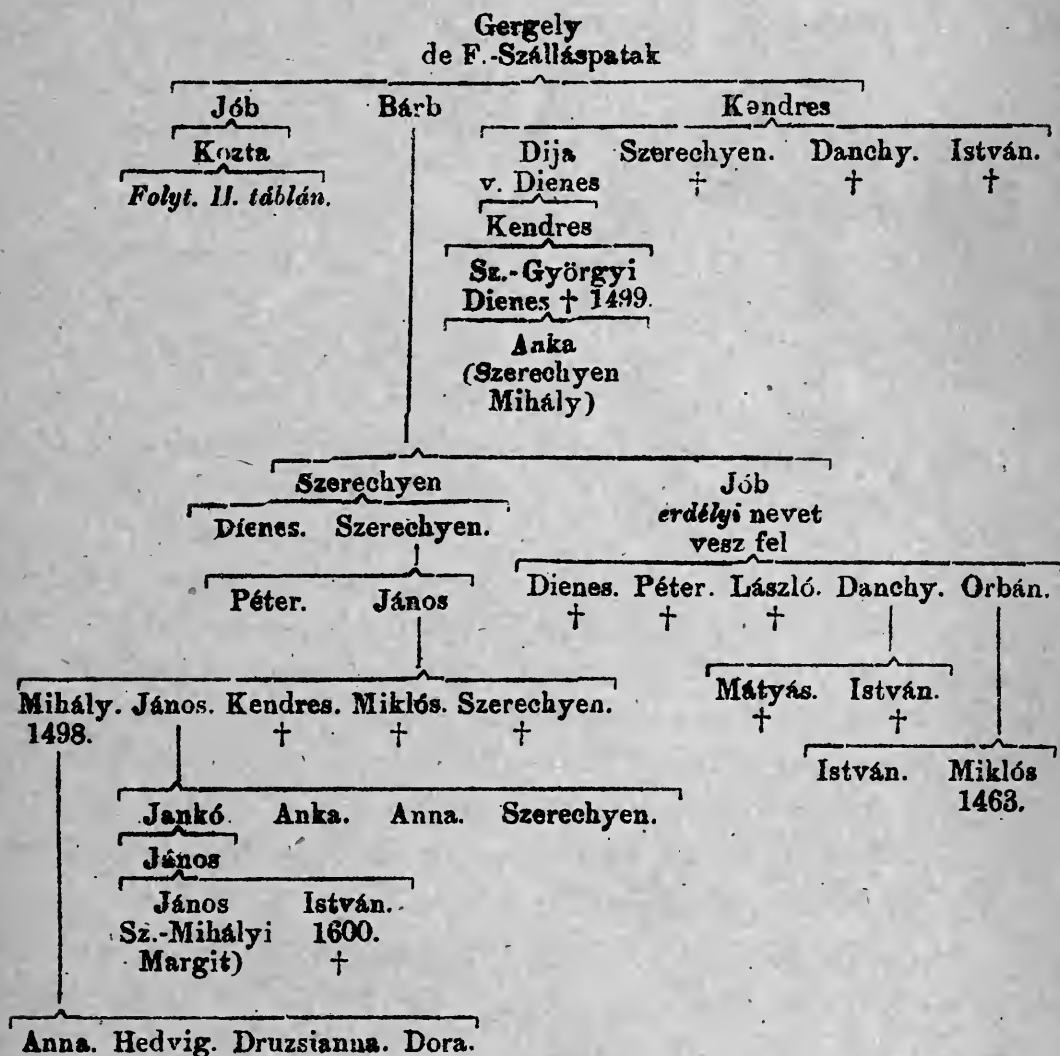 Gergely
de F.-Szálláspatak
Jób Bárb Kendres
Kozta Dija Szerechyen. Danchy. István.
v. Dienes † † †
Folyt. II. táblán.
Kendres
Sz.-Györgyi
Dienes † 1499.
Anka
(Szerechyen
Mihály)
Szerechyen Jób
erdélyi nevet
vesz fel
Dienes. Szerechyen.
Péter. János Dienes. Péter. László. Danchy. Orbán.
† † †
Mihály. János. Kendres. Miklós. Szerechyen. Mátyás. István.
1498. † † † † †
István. Miklós
1463.
Jankó Anka. Anna. Szerechyen.
János
János István.
Sz.-Mihályi 1600.
Margit) †
Anna. Hedvig. Druzsianna. Dora.